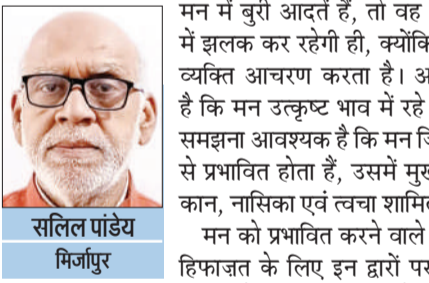 मन में बुरी आदतें हैं, तो वह
में झलक कर रहेगी ही, क्योंकि
व्यक्ति आचरण करता है। अ
है कि मन उत्कृष्ट भाव में रहे
समझना आवश्यक है कि मन जि
से प्रभावित होता हैं, उसमें मुख
कान, नासिका एवं त्वचा शामिल
मन को प्रभावित करने वाले
हिफाज़त के लिए इन द्वारों पर
सलिल पांडेय
मिर्जापुर